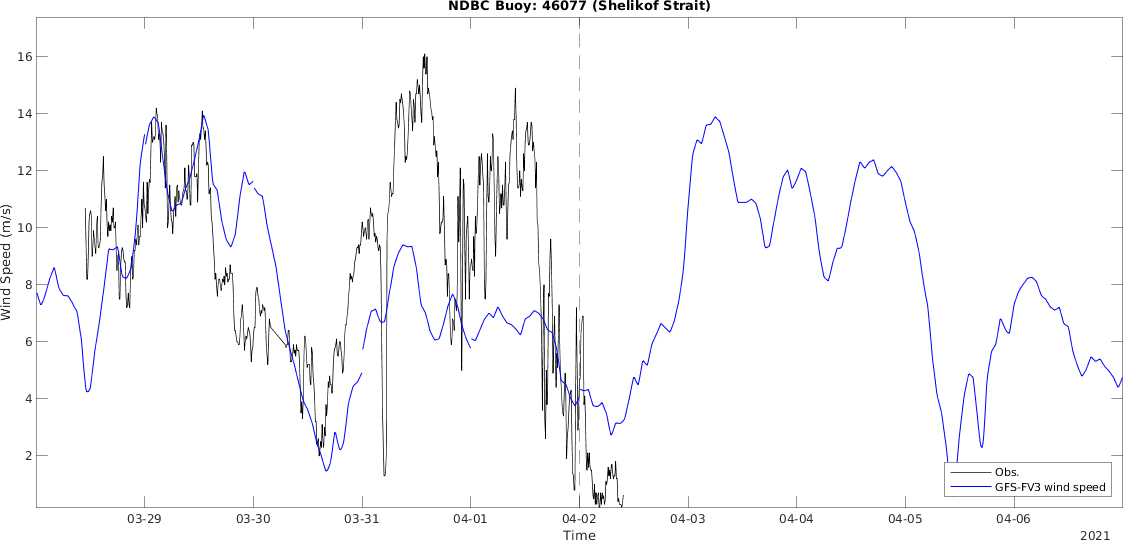 NDBC Buoy: 46077 (Shelikof Strait)
Wind Speed (m/s)
16
14
12
10
8
6
4
2
Obs.
GFS-FV3 wind speed
03-29 03-30 03-31 04-01 04-02 04-03 04-04 04-05 04-06
Time
2021